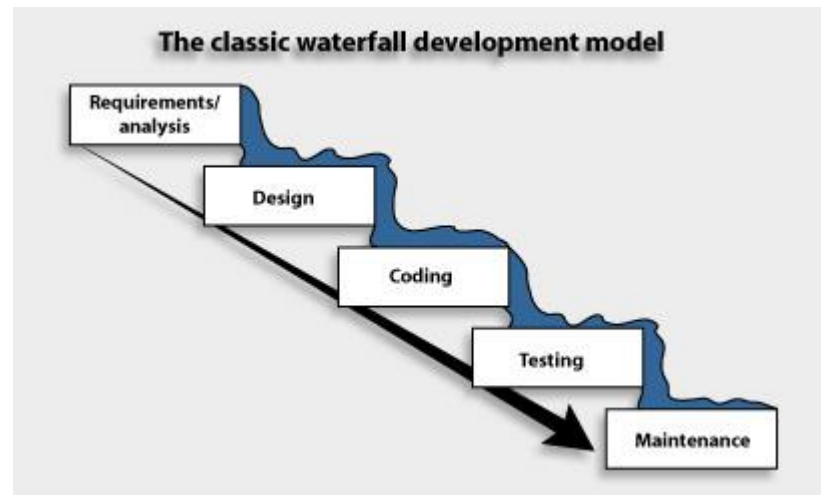 The classic waterfall development model
Requirements/
analysis
Design
Coding
Testing
Maintenance